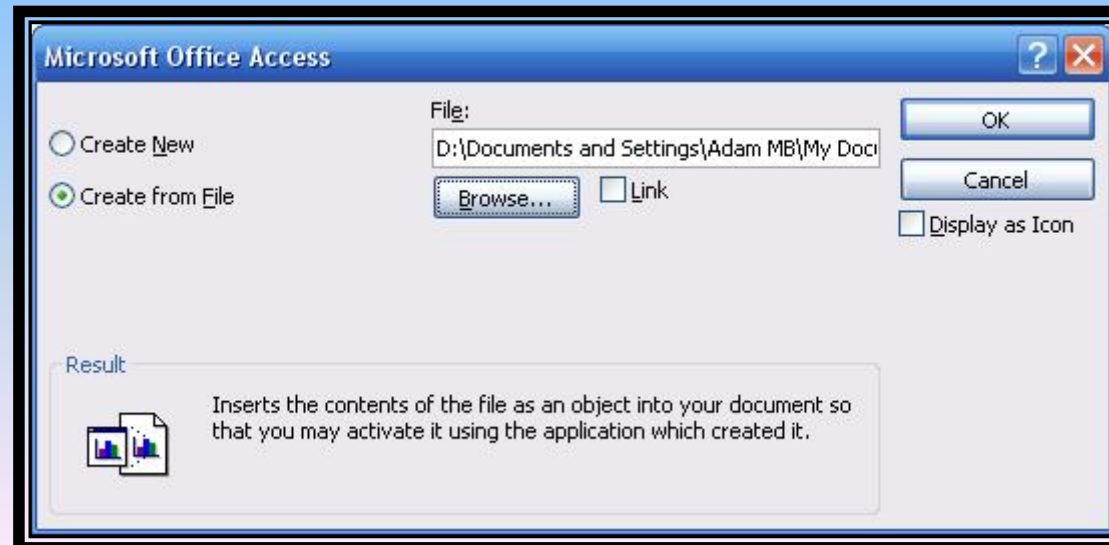 Microsoft Office Access
Create New
Create from File
File:
D:\Documents and Settings\Adam MB\My Doc
Browse...
Link
OK
Cancel
Display as Icon
Result
Inserts the contents of the file as an object into your document so
that you may activate it using the application which created it.